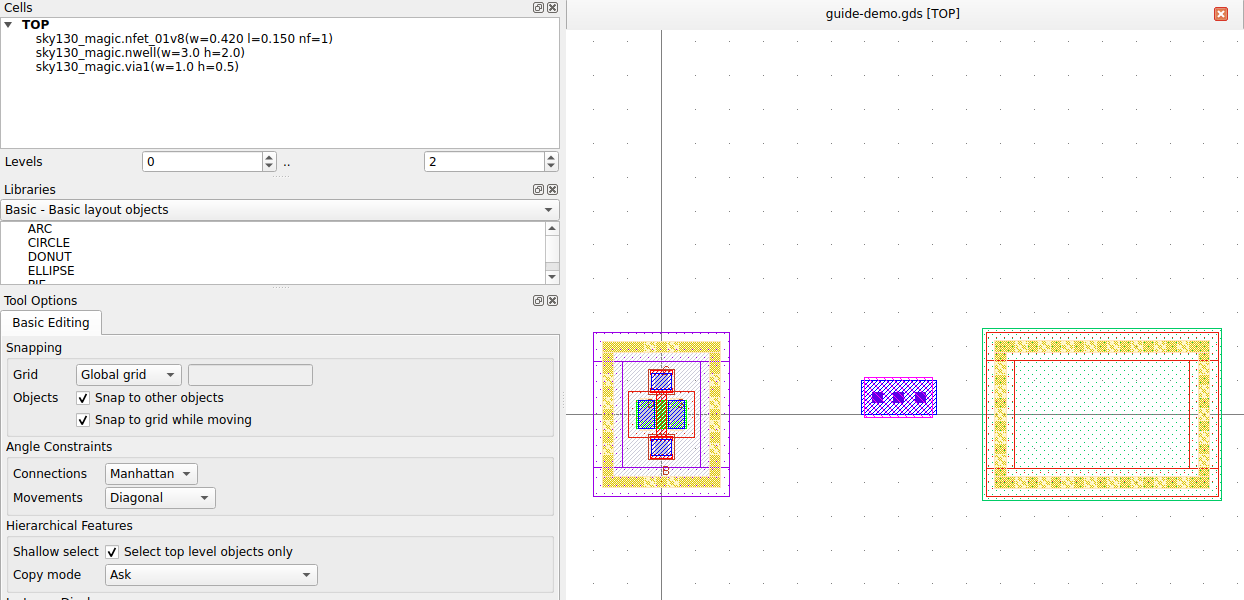 Cells
guide-demo.gds [TOP]
TOP
sky130_magic.nfet_01v8(w=0.420 l=0.150 nf=1)
sky130_magic.nwell(w=3.0 h=2.0)
sky130_magic.via1(w=1.0 h=0.5)
Levels 0 .. 2
Libraries
Basic - Basic layout objects
ARC
CIRCLE
DONUT
ELLIPSE
Tool Options
Basic Editing
Snapping
Grid Global grid
Objects Snap to other objects
Snap to grid while moving
Angle Constraints
Connections Manhattan
Movements Diagonal
Hierarchical Features
Shallow select Select top level objects only
Copy mode Ask
B